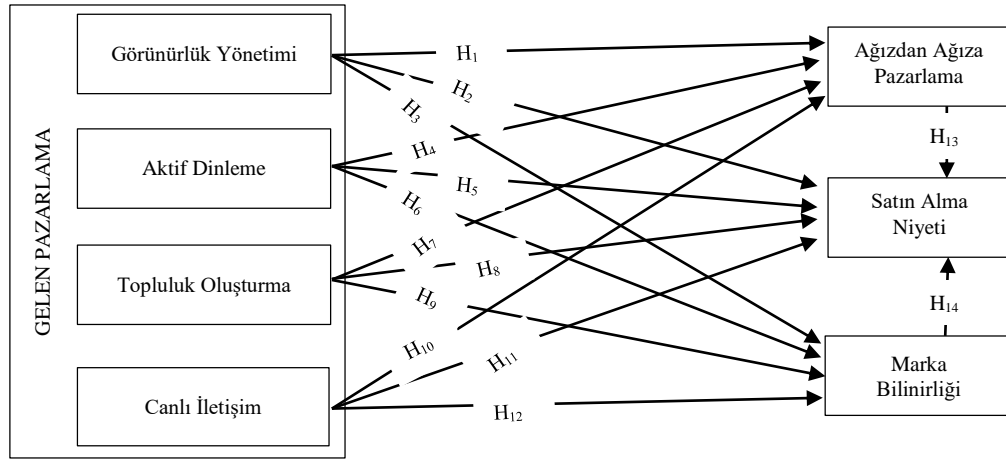 GELEN PAZARLAMA
Görünürlük Yönetimi
Aktif Dinleme
Topluluk Oluşturma
Canlı İletişim
H₁
H₂
H₃
H₄
H₅
H₆
H₇
H₈
H₉
H₁₀
H₁₁
H₁₂
Ağızdan Ağıza
Pazarlama
H₁₃
Satın Alma
Niyeti
H₁₄
Marka
Bilinirliği